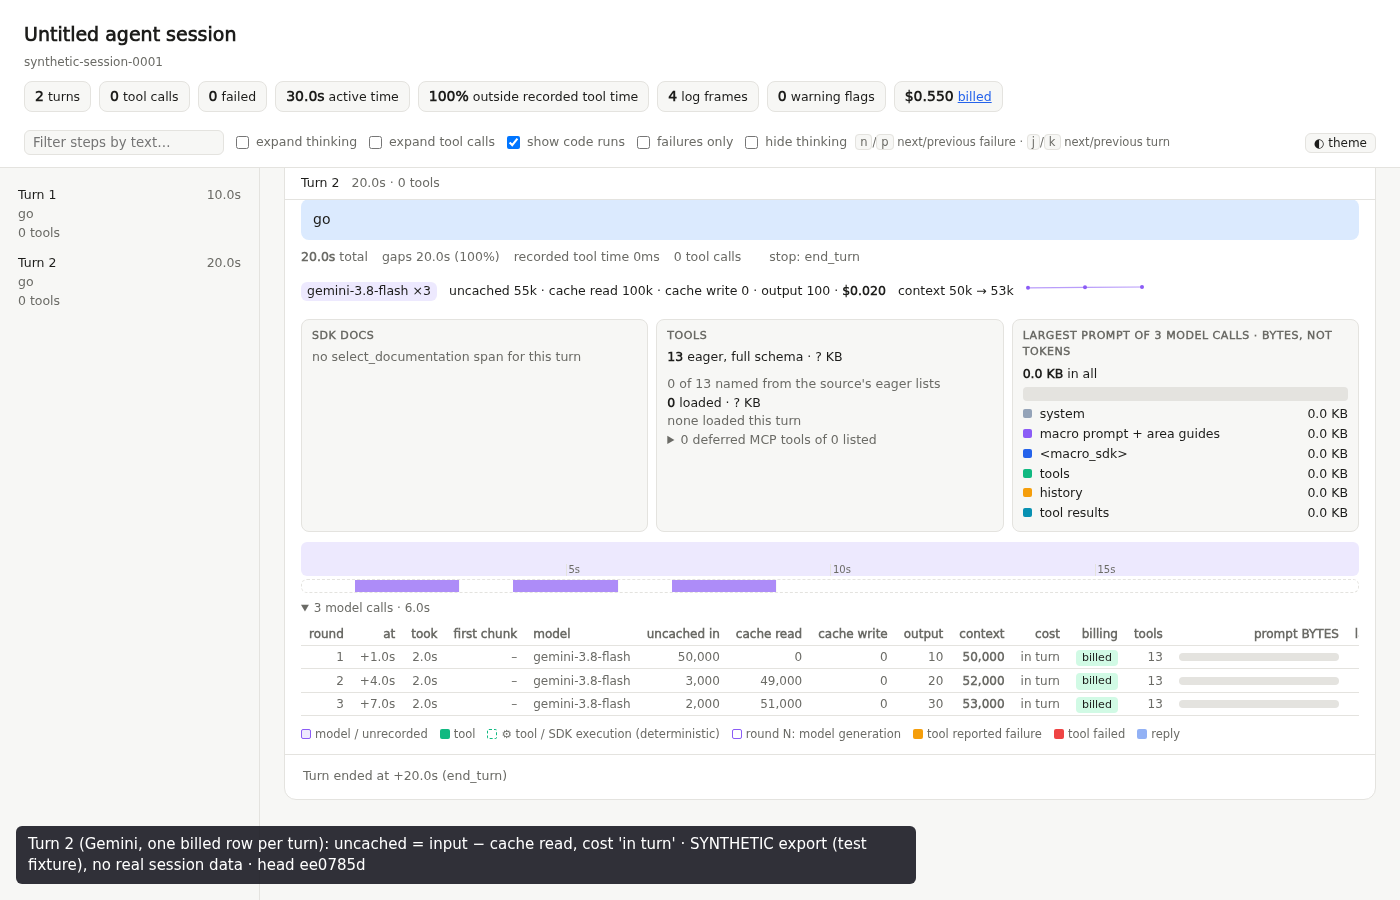 Untitled agent session
synthetic-session-0001
2 turns 0 tool calls 0 failed 30.0s active time 100% outside recorded tool time 4 log frames 0 warning flags $0.550 billed
Filter steps by text... expand thinking expand tool calls show code runs failures only hide thinking n/p next/previous failure · j/k next/previous turn ◐ theme
Turn 1 10.0s
go
0 tools
Turn 2 20.0s
go
0 tools
Turn 2 20.0s · 0 tools
go
20.0s total gaps 20.0s (100%) recorded tool time 0ms 0 tool calls stop: end_turn
gemini-3.8-flash ×3 uncached 55k · cache read 100k · cache write 0 · output 100 · $0.020 context 50k → 53k
SDK DOCS
no select_documentation span for this turn
TOOLS
13 eager, full schema · ? KB
0 of 13 named from the source's eager lists
0 loaded · ? KB
none loaded this turn
▶ 0 deferred MCP tools of 0 listed
LARGEST PROMPT OF 3 MODEL CALLS · BYTES, NOT
TOKENS
0.0 KB in all
system 0.0 KB
macro prompt + area guides 0.0 KB
<macro_sdk> 0.0 KB
tools 0.0 KB
history 0.0 KB
tool results 0.0 KB
5s 10s 15s
▼ 3 model calls · 6.0s
round at took first chunk model uncached in cache read cache write output context cost billing tools prompt BYTES l
1 +1.0s 2.0s – gemini-3.8-flash 50,000 0 0 10 50,000 in turn billed 13
2 +4.0s 2.0s – gemini-3.8-flash 3,000 49,000 0 20 52,000 in turn billed 13
3 +7.0s 2.0s – gemini-3.8-flash 2,000 51,000 0 30 53,000 in turn billed 13
model / unrecorded tool ⚙ tool / SDK execution (deterministic) round N: model generation tool reported failure tool failed reply
Turn ended at +20.0s (end_turn)
Turn 2 (Gemini, one billed row per turn): uncached = input − cache read, cost 'in turn' · SYNTHETIC export (test
fixture), no real session data · head ee0785d